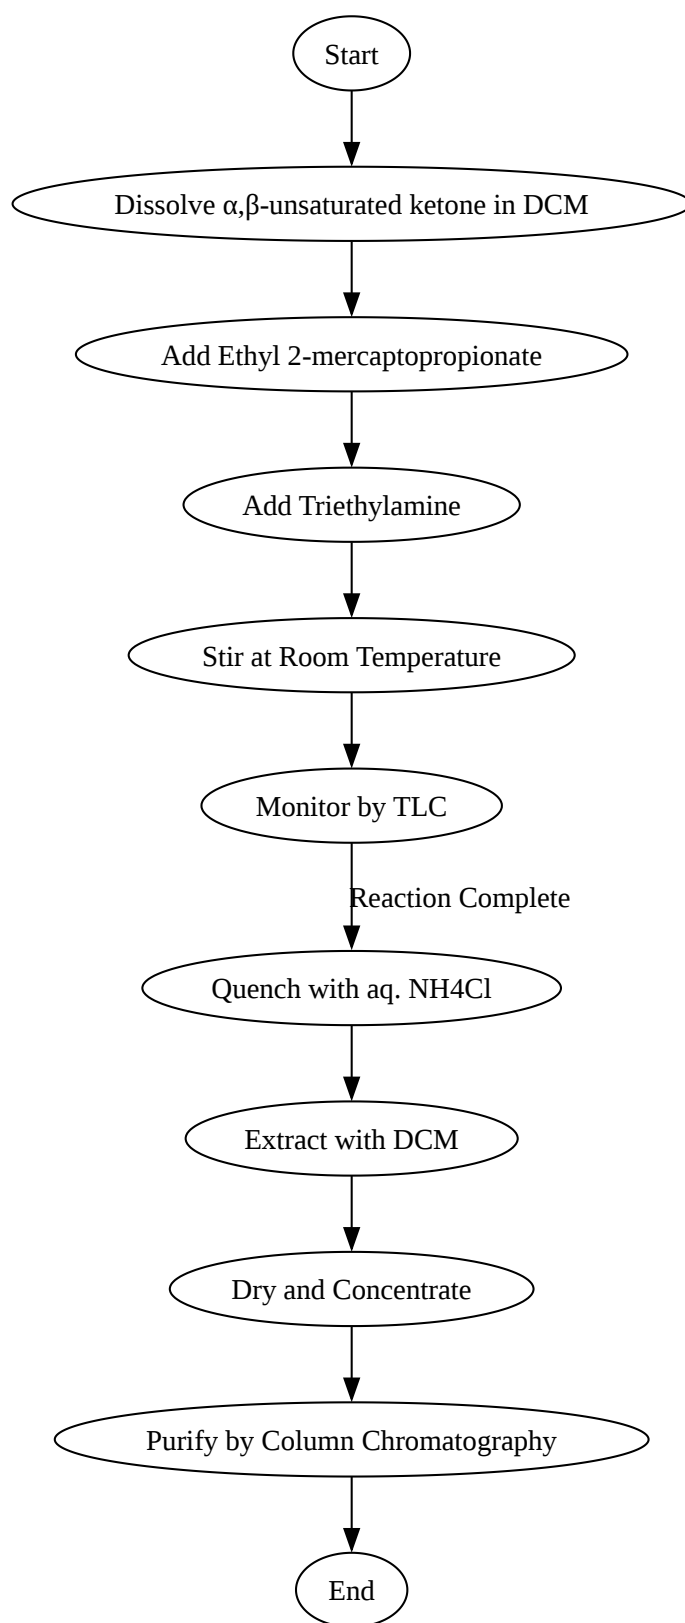 Start
Dissolve α,β-unsaturated ketone in DCM
Add Ethyl 2-mercaptopropionate
Add Triethylamine
Stir at Room Temperature
Monitor by TLC
Reaction Complete
Quench with aq. NH4Cl
Extract with DCM
Dry and Concentrate
Purify by Column Chromatography
End